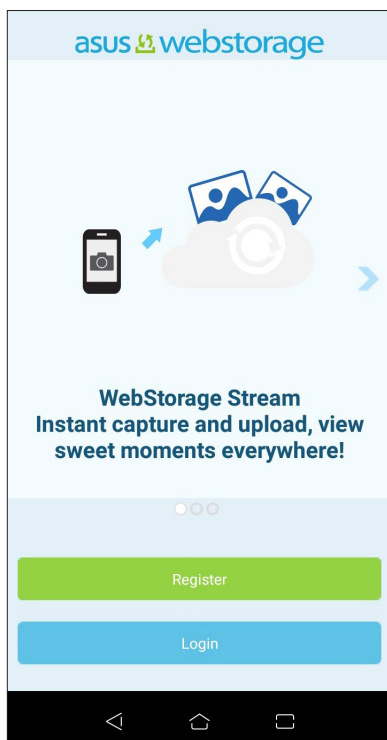 asus webstorage
WebStorage Stream
Instant capture and upload, view
sweet moments everywhere!
Register
Login